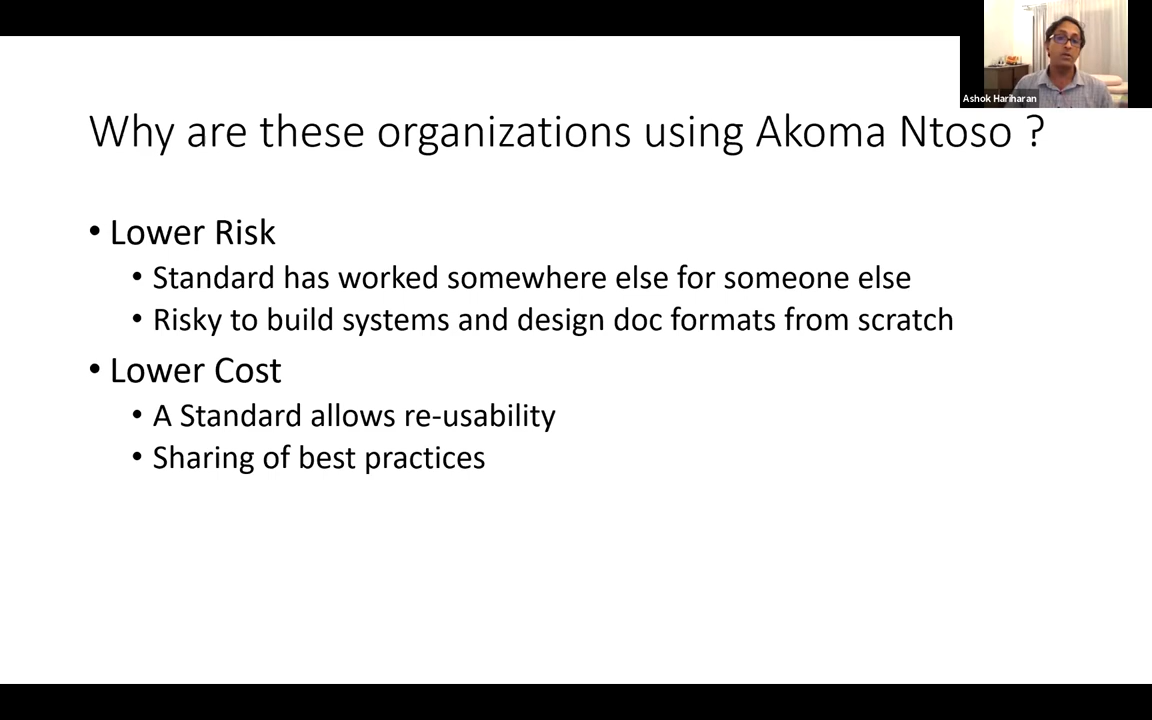 Ashok Hariharan
Why are these organizations using Akoma Ntoso ?
• Lower Risk
• Standard has worked somewhere else for someone else
• Risky to build systems and design doc formats from scratch
• Lower Cost
• A Standard allows re-usability
• Sharing of best practices